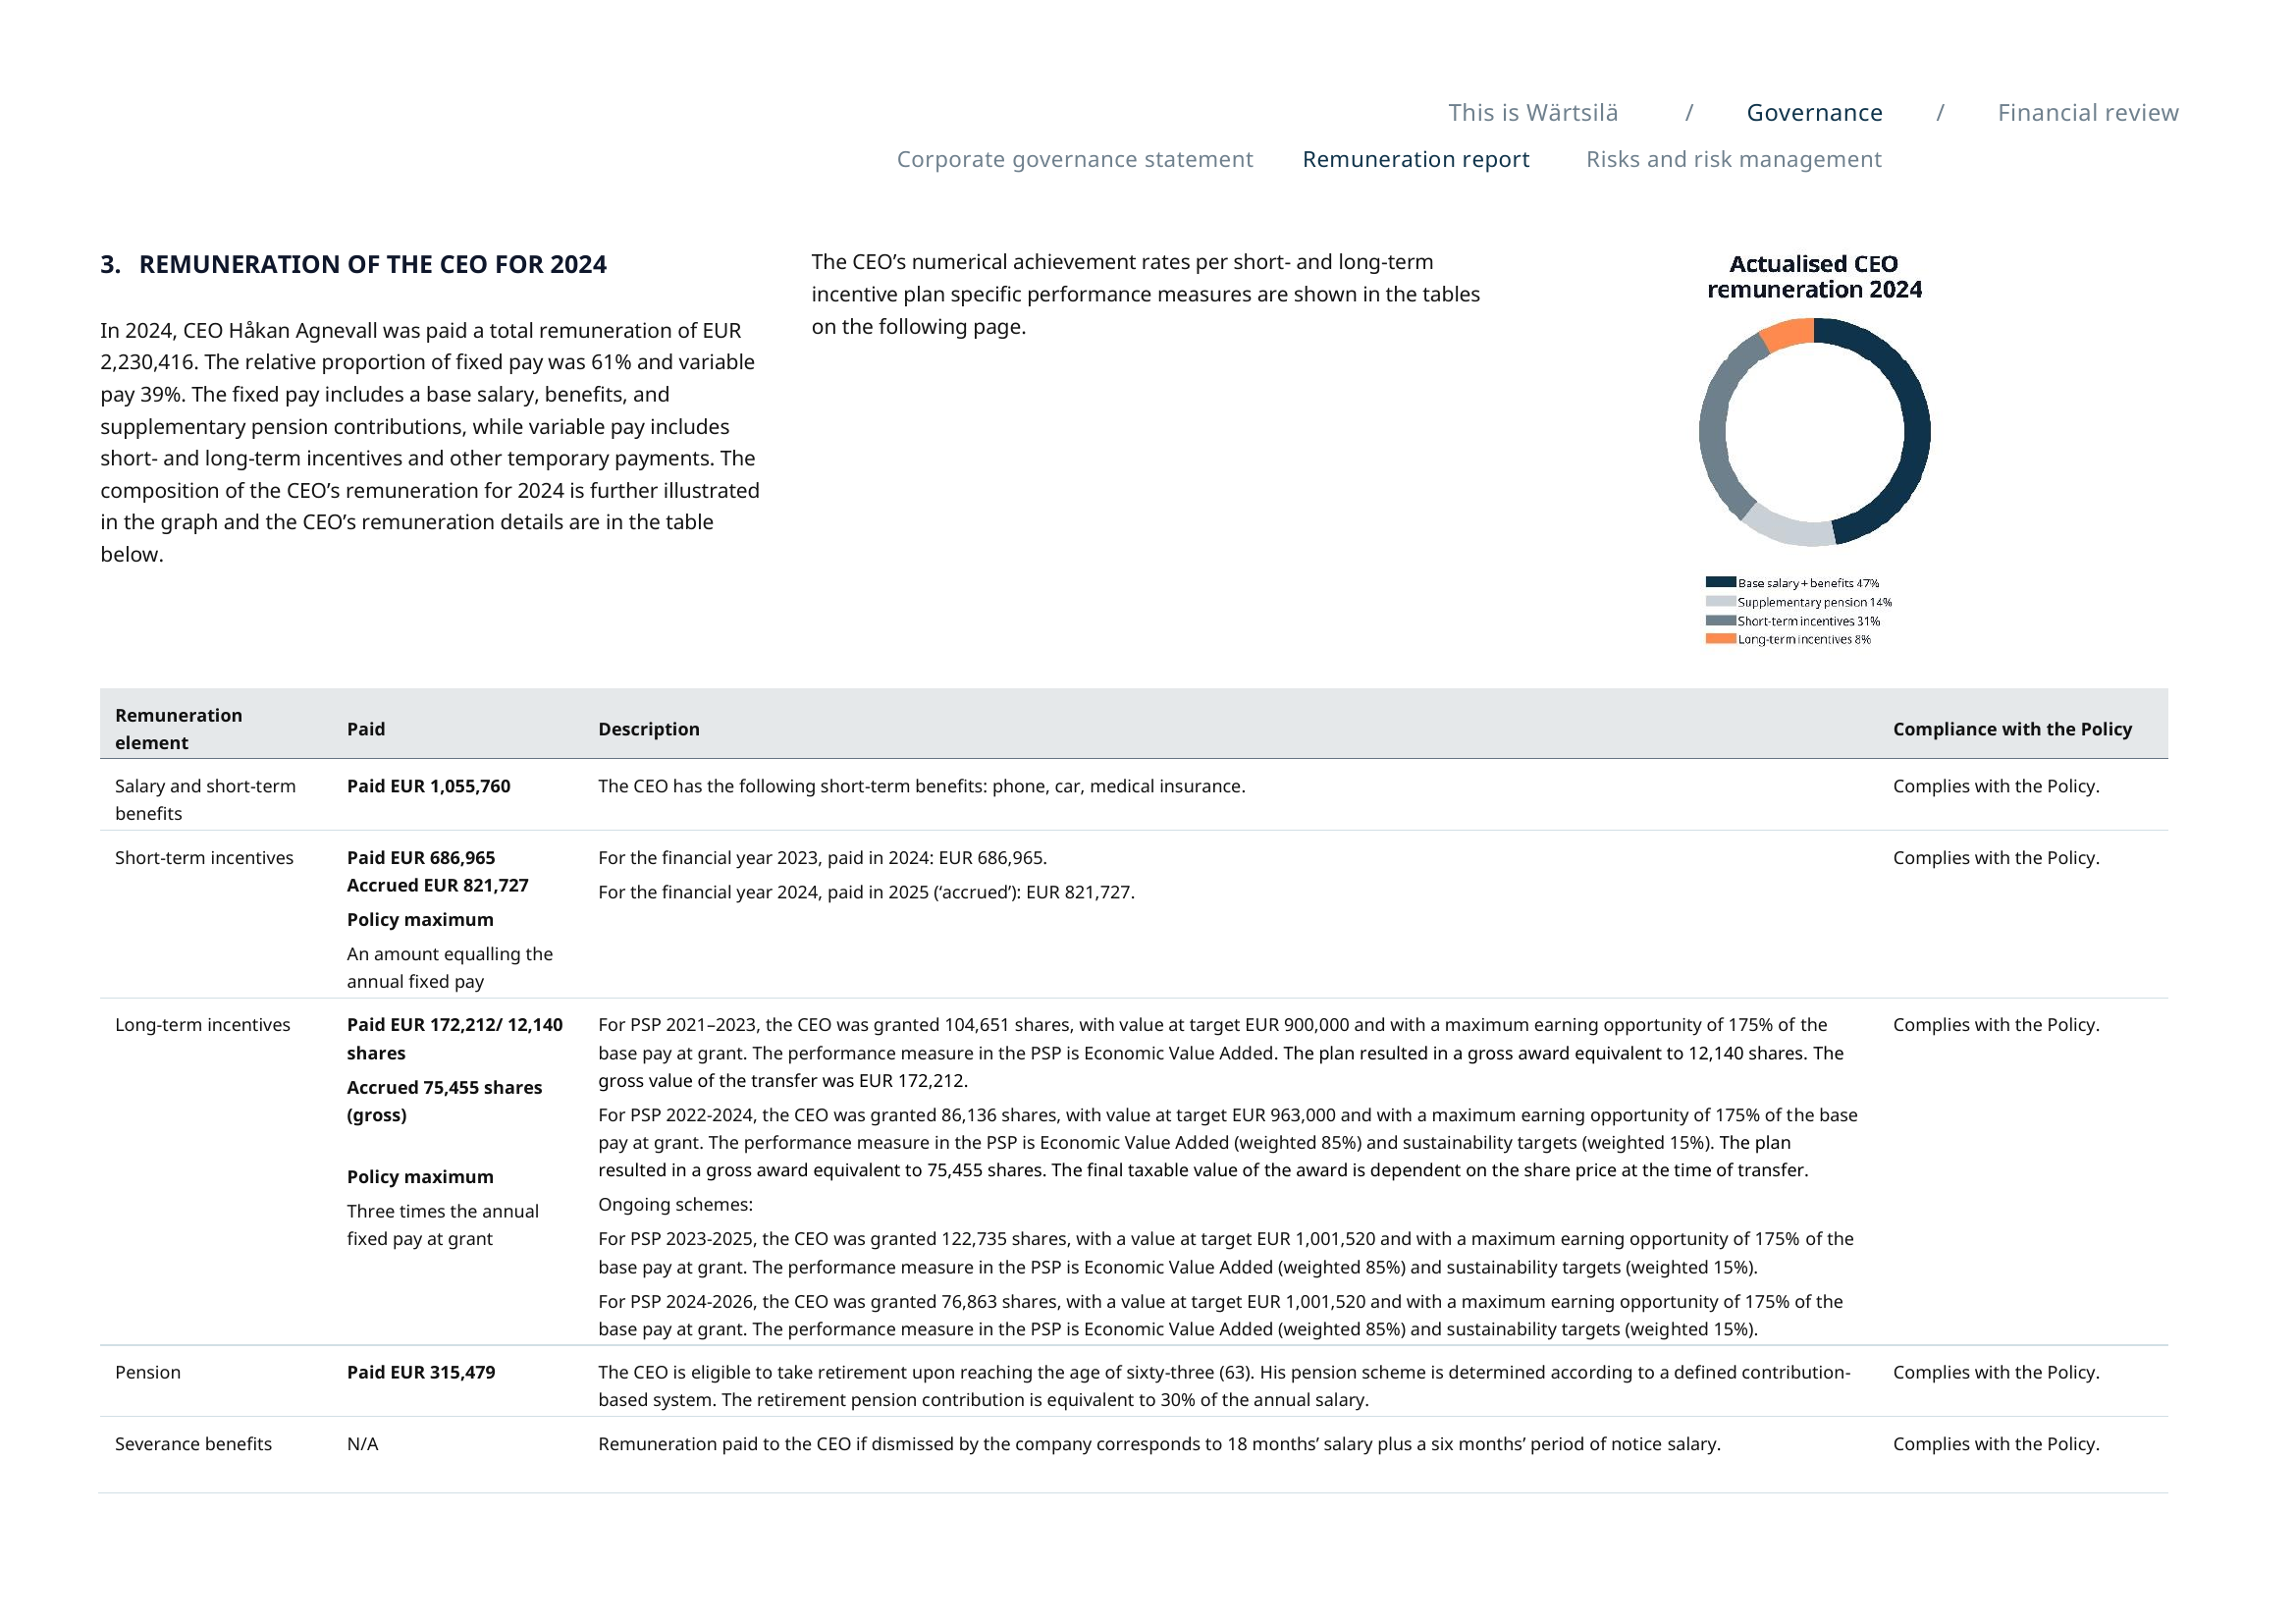 This is Wärtsilä / Governance / Financial review
Corporate governance statement Remuneration report Risks and risk management
3. REMUNERATION OF THE CEO FOR 2024
In 2024, CEO Håkan Agnevall was paid a total remuneration of EUR
2,230,416. The relative proportion of fixed pay was 61% and variable
pay 39%. The fixed pay includes a base salary, benefits, and
supplementary pension contributions, while variable pay includes
short- and long-term incentives and other temporary payments. The
composition of the CEO’s remuneration for 2024 is further illustrated
in the graph and the CEO’s remuneration details are in the table
below.
The CEO’s numerical achievement rates per short- and long-term
incentive plan specific performance measures are shown in the tables
on the following page.
Actualised CEO
remuneration 2024
Base salary + benefits 47%
Supplementary pension 14%
Short-term incentives 31%
Long-term incentives 8%
Remuneration
element
Paid
Description
Compliance with the Policy
Salary and short-term
benefits
Paid EUR 1,055,760
The CEO has the following short-term benefits: phone, car, medical insurance.
Complies with the Policy.
Short-term incentives
Paid EUR 686,965
Accrued EUR 821,727
Policy maximum
An amount equalling the
annual fixed pay
For the financial year 2023, paid in 2024: EUR 686,965.
For the financial year 2024, paid in 2025 (‘accrued’): EUR 821,727.
Complies with the Policy.
Long-term incentives
Paid EUR 172,212/ 12,140
shares
Accrued 75,455 shares
(gross)
Policy maximum
Three times the annual
fixed pay at grant
For PSP 2021–2023, the CEO was granted 104,651 shares, with value at target EUR 900,000 and with a maximum earning opportunity of 175% of the
base pay at grant. The performance measure in the PSP is Economic Value Added. The plan resulted in a gross award equivalent to 12,140 shares. The
gross value of the transfer was EUR 172,212.
For PSP 2022-2024, the CEO was granted 86,136 shares, with value at target EUR 963,000 and with a maximum earning opportunity of 175% of the base
pay at grant. The performance measure in the PSP is Economic Value Added (weighted 85%) and sustainability targets (weighted 15%). The plan
resulted in a gross award equivalent to 75,455 shares. The final taxable value of the award is dependent on the share price at the time of transfer.
Ongoing schemes:
For PSP 2023-2025, the CEO was granted 122,735 shares, with a value at target EUR 1,001,520 and with a maximum earning opportunity of 175% of the
base pay at grant. The performance measure in the PSP is Economic Value Added (weighted 85%) and sustainability targets (weighted 15%).
For PSP 2024-2026, the CEO was granted 76,863 shares, with a value at target EUR 1,001,520 and with a maximum earning opportunity of 175% of the
base pay at grant. The performance measure in the PSP is Economic Value Added (weighted 85%) and sustainability targets (weighted 15%).
Complies with the Policy.
Pension
Paid EUR 315,479
The CEO is eligible to take retirement upon reaching the age of sixty-three (63). His pension scheme is determined according to a defined contribution-
based system. The retirement pension contribution is equivalent to 30% of the annual salary.
Complies with the Policy.
Severance benefits
N/A
Remuneration paid to the CEO if dismissed by the company corresponds to 18 months’ salary plus a six months’ period of notice salary.
Complies with the Policy.